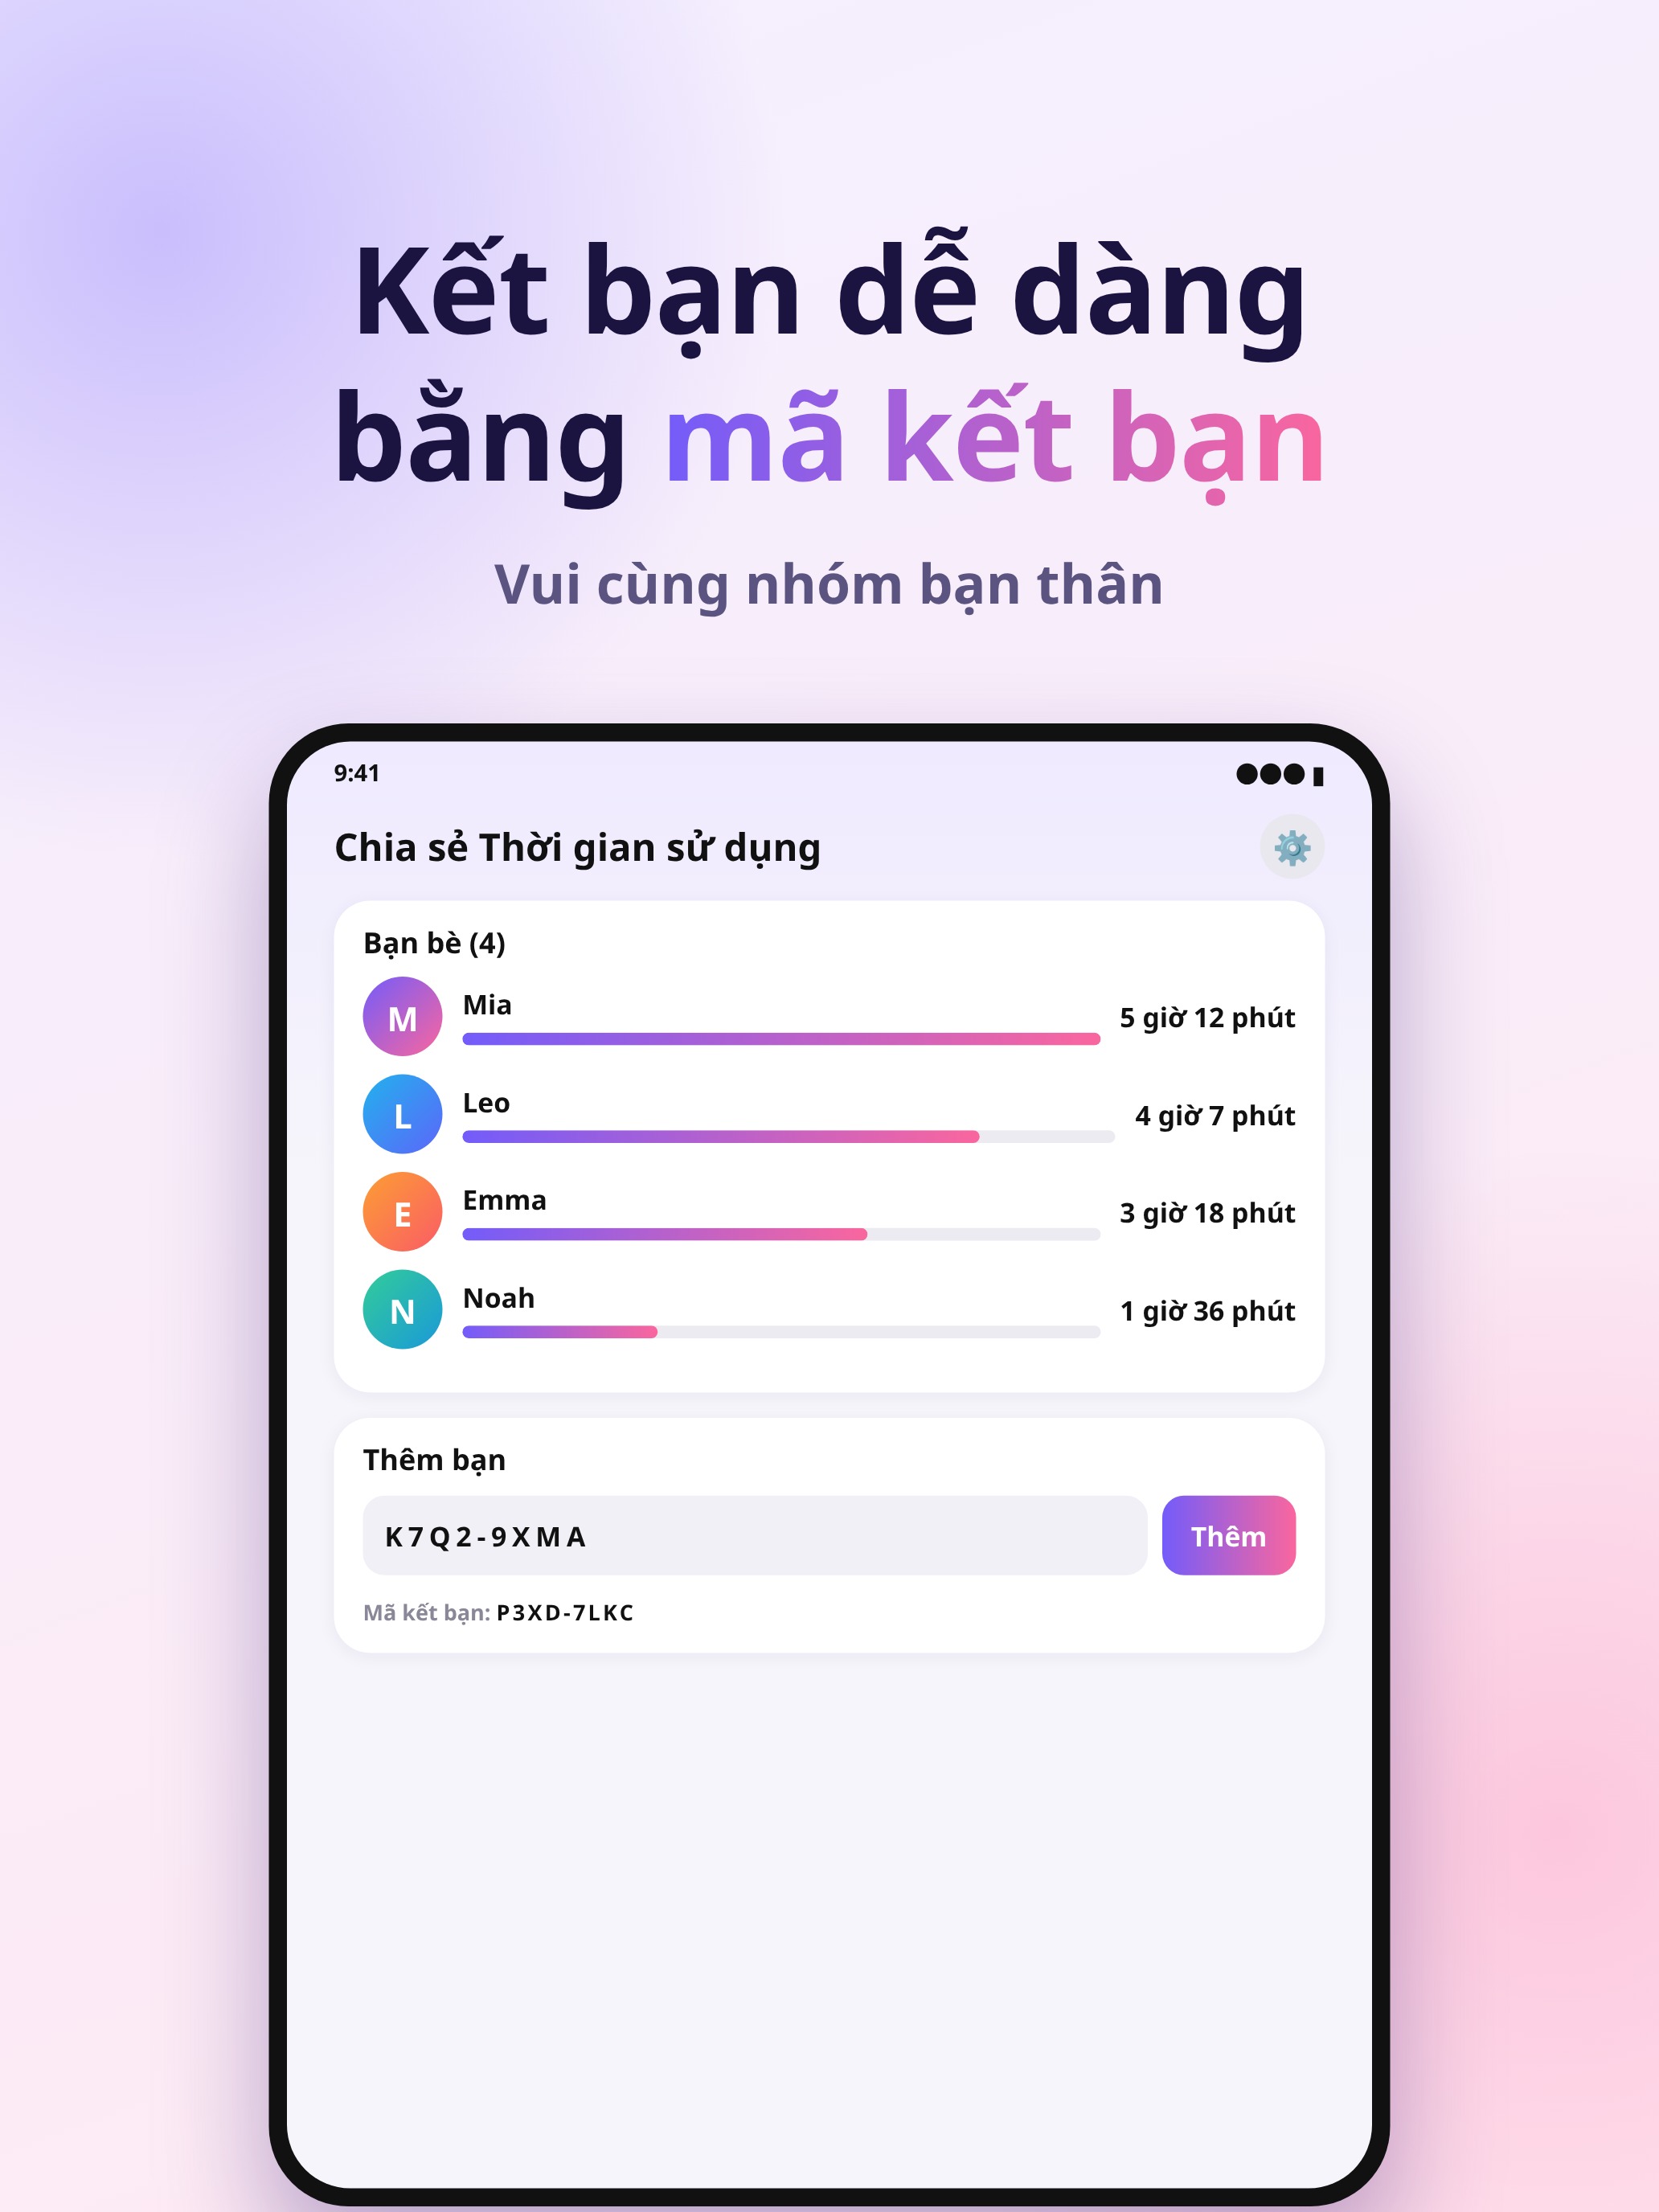 Kết bạn dễ dàng
bằng mã kết bạn
Vui cùng nhóm bạn thân
9:41
Chia sẻ Thời gian sử dụng
Bạn bè (4)
M
Mia
5 giờ 12 phút
L
Leo
4 giờ 7 phút
E
Emma
3 giờ 18 phút
N
Noah
1 giờ 36 phút
Thêm bạn
K7Q2-9XMA
Thêm
Mã kết bạn: P3XD-7LKC